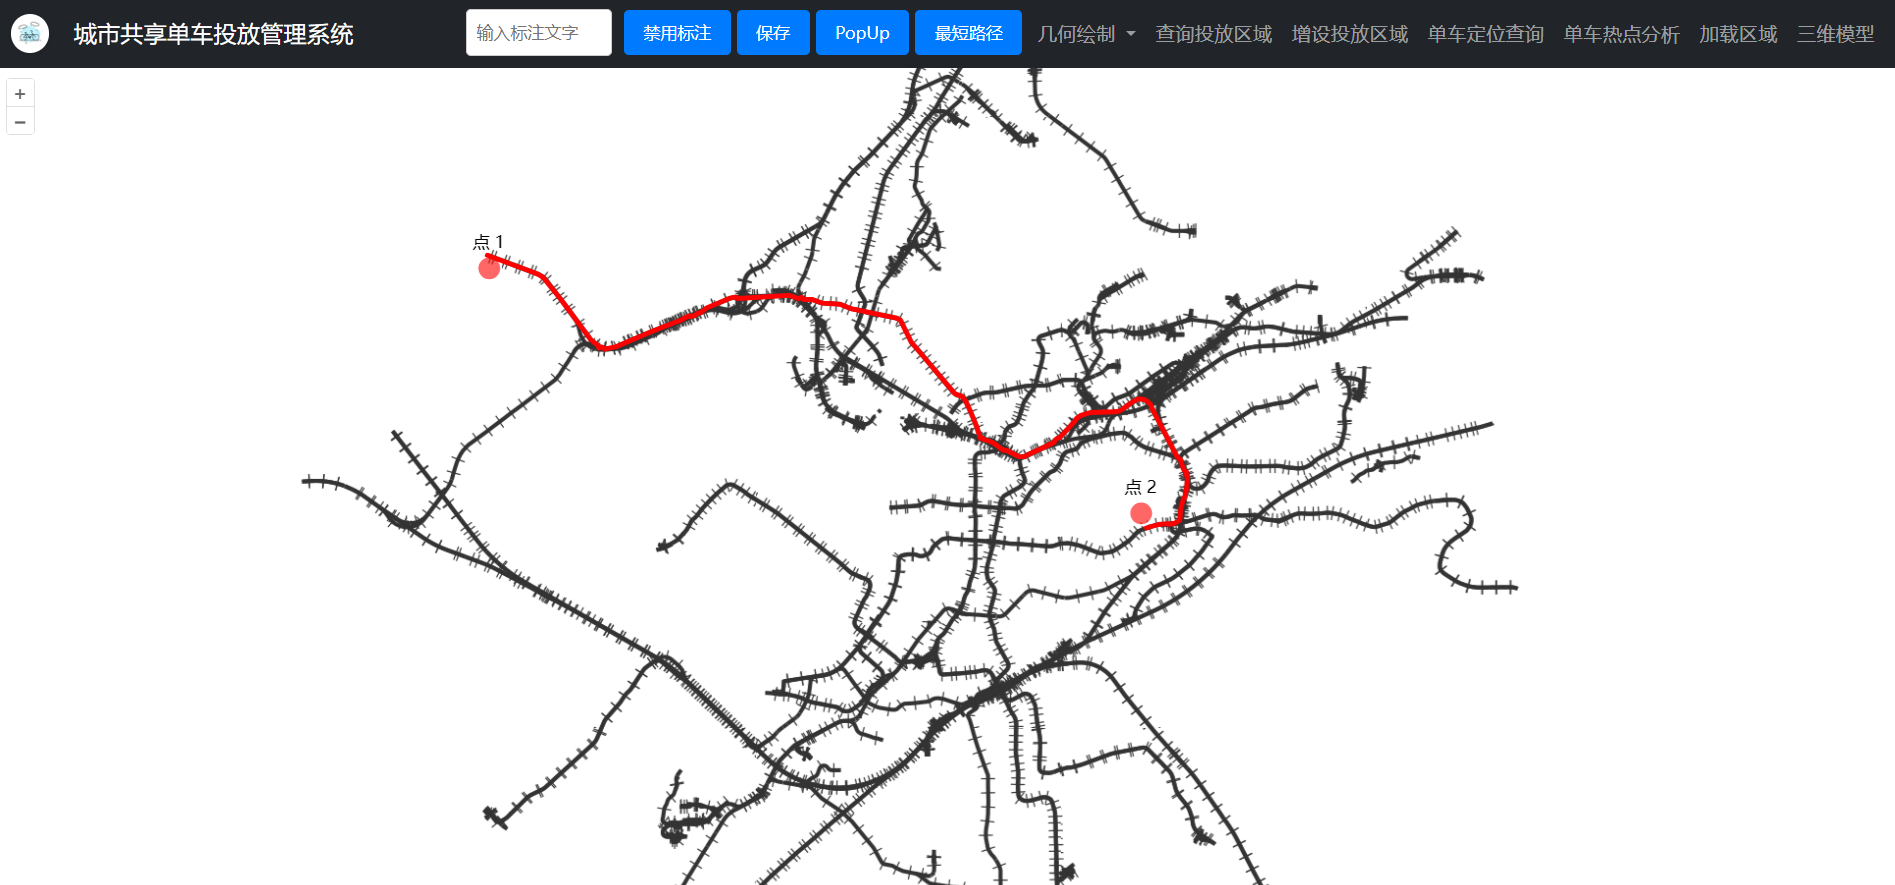 城市共享单车投放管理系统
输入标注文字 禁用标注 保存 PopUp 最短路径 几何绘制 查询投放区域 增设投放区域 单车定位查询 单车热点分析 加载区域 三维模型
+
−
点 1
点 2